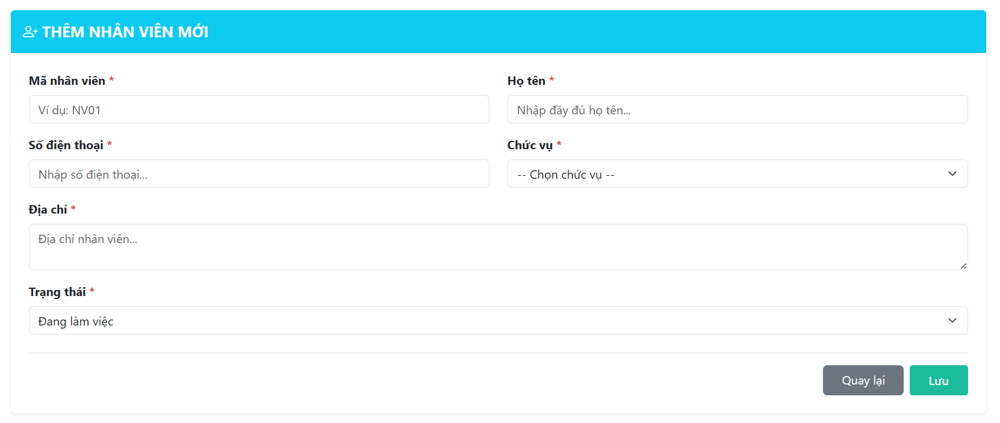 THÊM NHÂN VIÊN MỚI
Mã nhân viên *
Họ tên *
Ví dụ: NV01
Nhập đầy đủ họ tên...
Số điện thoại *
Chức vụ *
Nhập số điện thoại...
-- Chọn chức vụ --
Địa chỉ *
Địa chỉ nhân viên...
Trạng thái *
Đang làm việc
Quay lại
Lưu